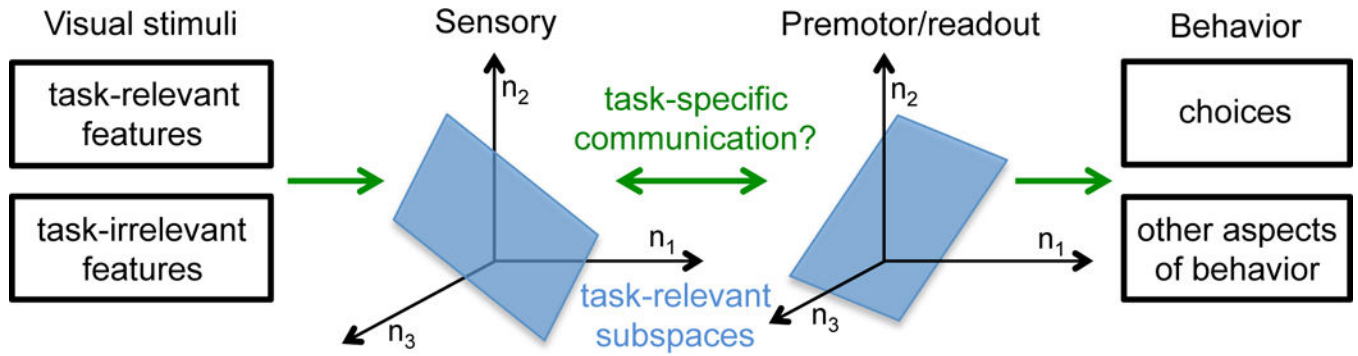 Visual stimuli
task-relevant
features
task-irrelevant
features
Sensory
n2
n1
n3
task-specific
communication?
task-relevant
subspaces
Premotor/readout
n2
n1
n3
Behavior
choices
other aspects
of behavior